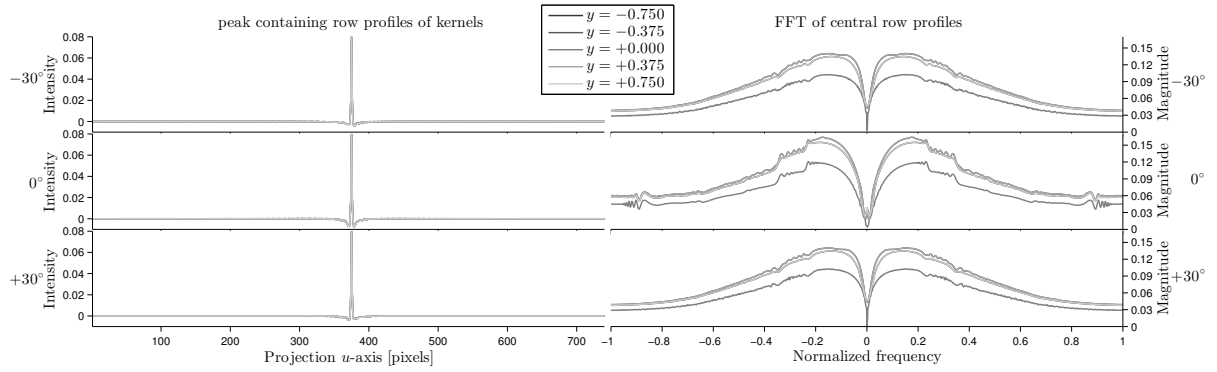 peak containing row profiles of kernels
FFT of central row profiles
y = −0.750
y = −0.375
y = +0.000
y = +0.375
y = +0.750
−30°
Intensity
0.08
0.06
0.04
0.02
0
0.15
0.12
0.09
0.06
0.03
0
Magnitude
−30°
0°
Intensity
0.08
0.06
0.04
0.02
0
0.15
0.12
0.09
0.06
0.03
0
Magnitude
0°
+30°
Intensity
0.08
0.06
0.04
0.02
0
0.15
0.12
0.09
0.06
0.03
0
Magnitude
+30°
100 200 300 400 500 600 700
−1 −0.8 −0.6 −0.4 −0.2 0 0.2 0.4 0.6 0.8 1
Projection u-axis [pixels]
Normalized frequency